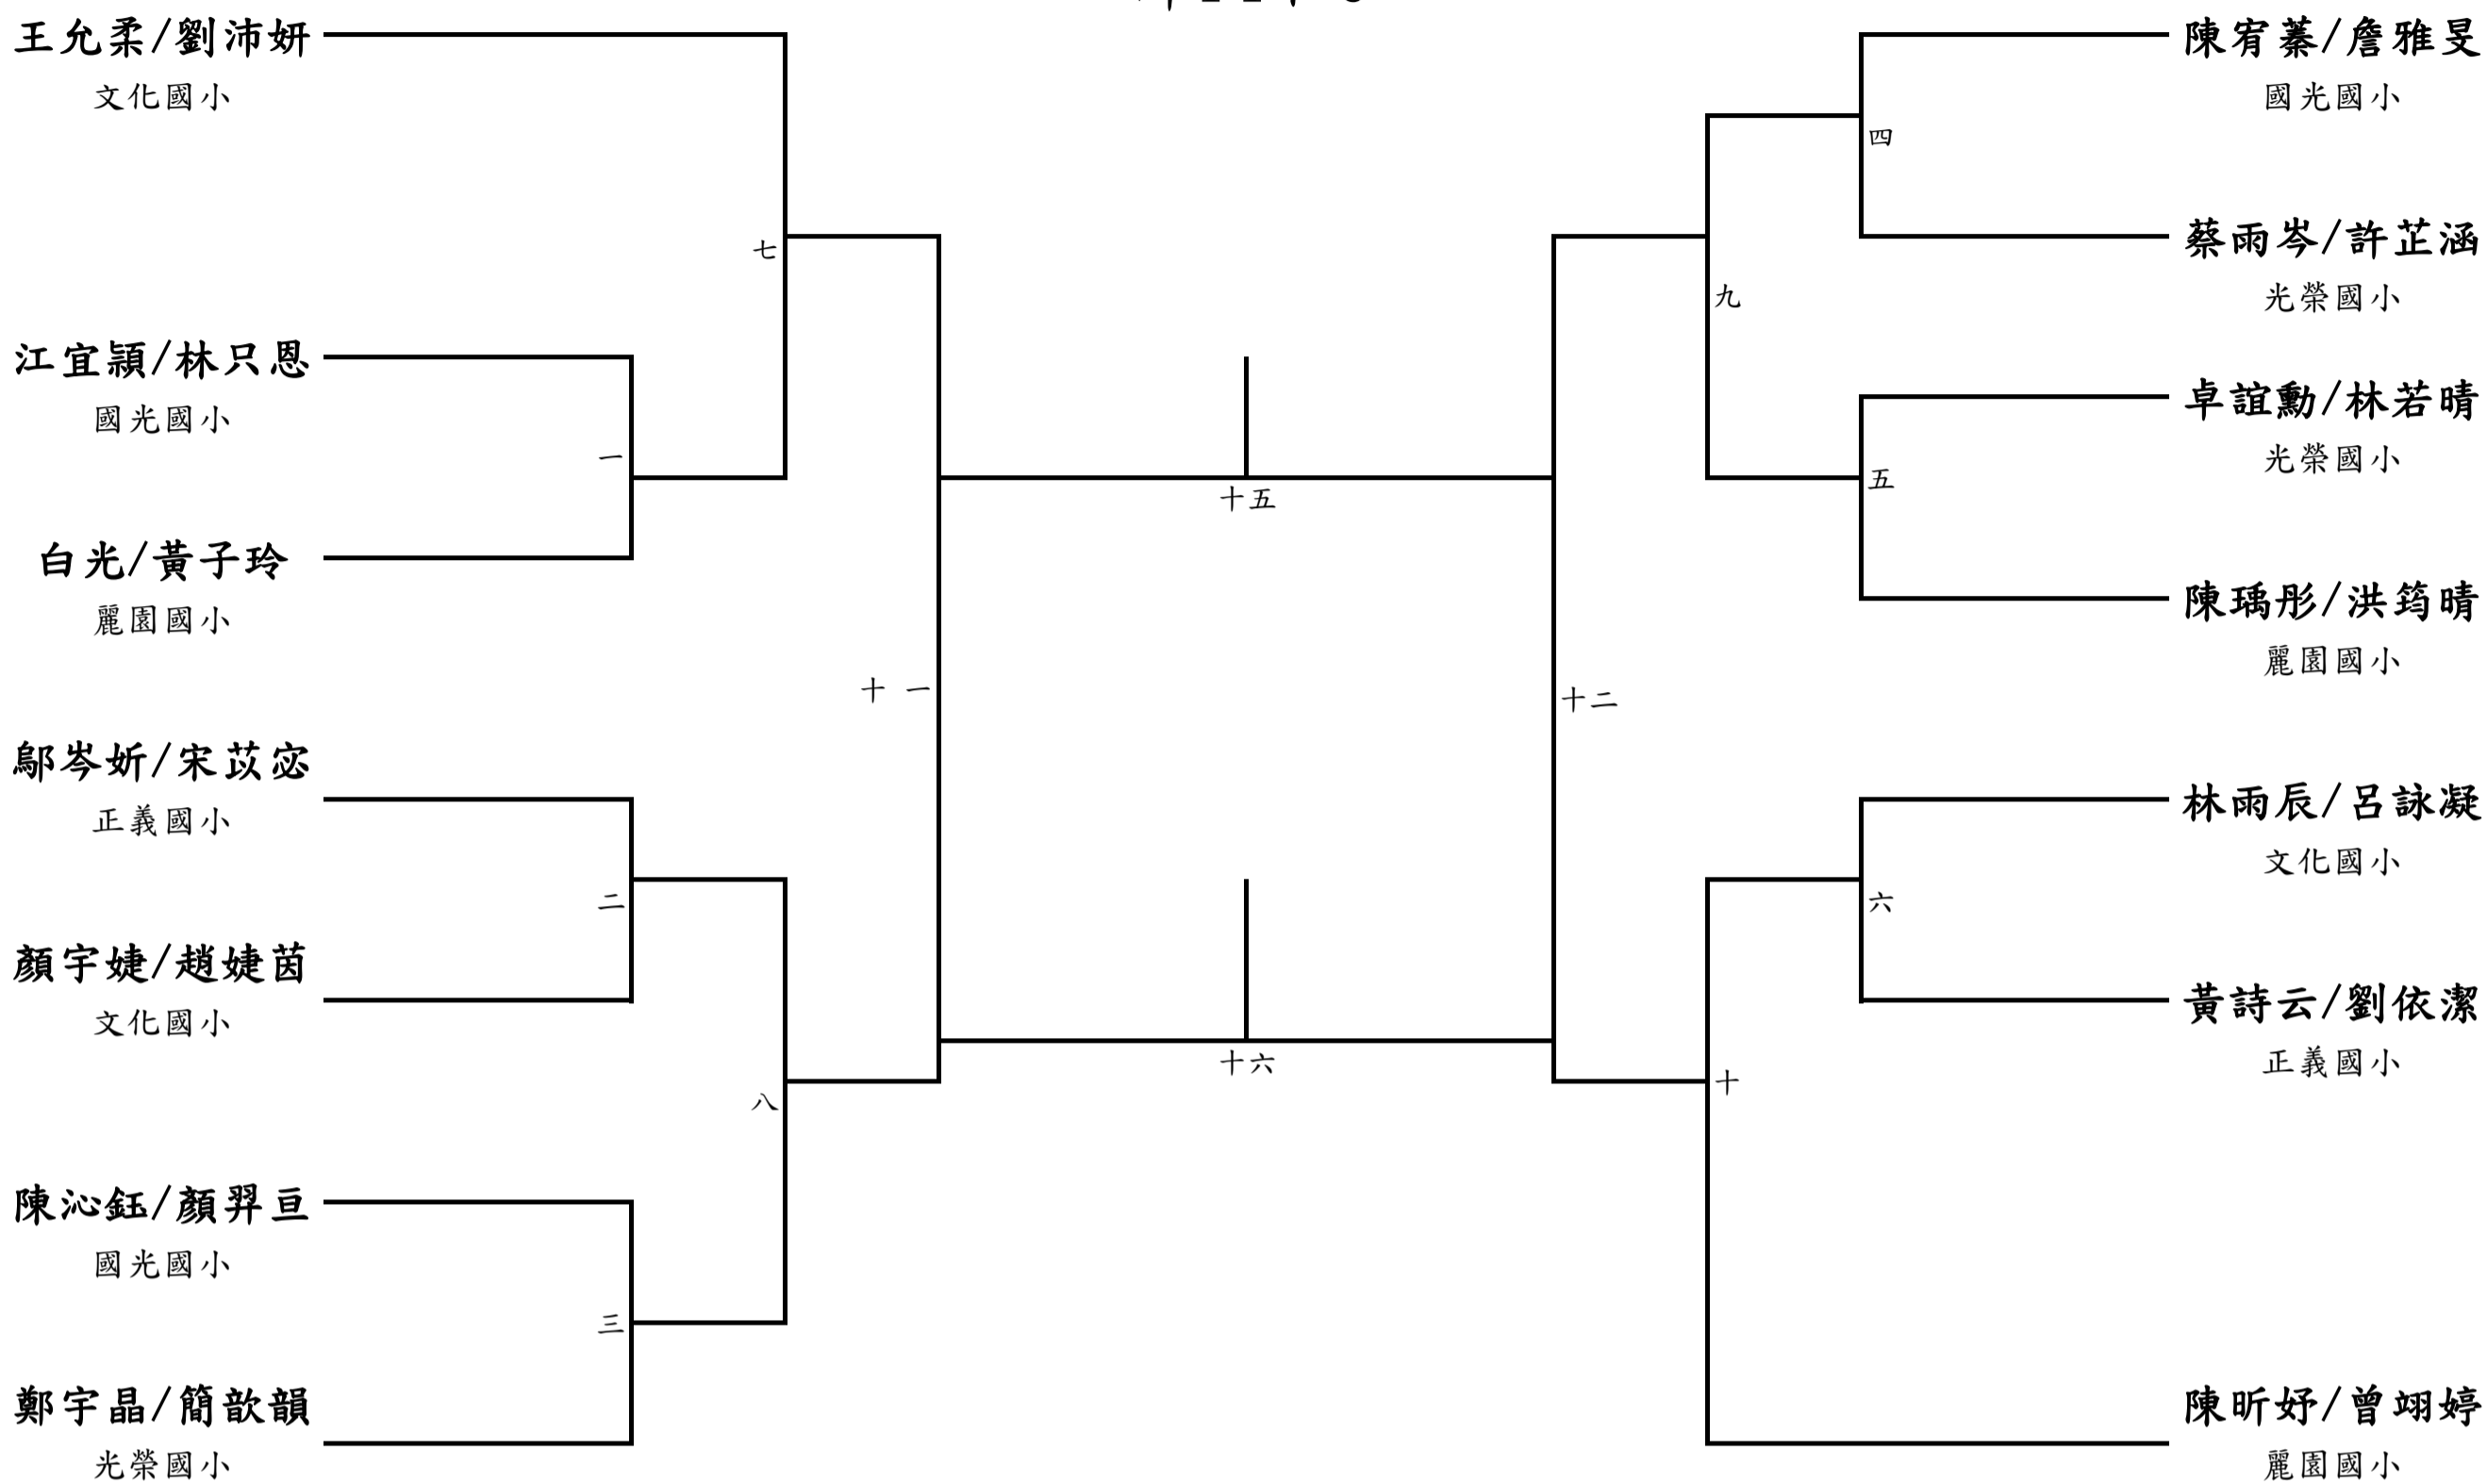 王允柔/劉沛妍
文化國小
七
江宜潁/林只恩
國光國小
一
白光/黃子玲
麗園國小
十 一
鄔岑妡/宋苡宓
正義國小
二
顏宇婕/趙婕茵
文化國小
八
陳沁鈺/顏羿亘
國光國小
三
鄭宇晶/簡歆韻
光榮國小
十五
十六
陳宥蓁/詹雅旻
國光國小
四
蔡雨岑/許芷涵
光榮國小
九
卓誼勳/林若晴
光榮國小
五
陳瑀彤/洪筠晴
麗園國小
十二
林雨辰/呂詠凝
文化國小
六
黃詩云/劉依潔
正義國小
十
陳昕妤/曾翊婷
麗園國小